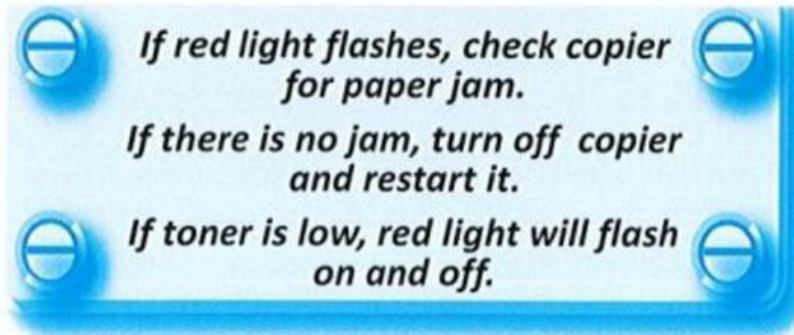 If red light flashes, check copier
for paper jam.
If there is no jam, turn off copier
and restart it.
If toner is low, red light will flash
on and off.